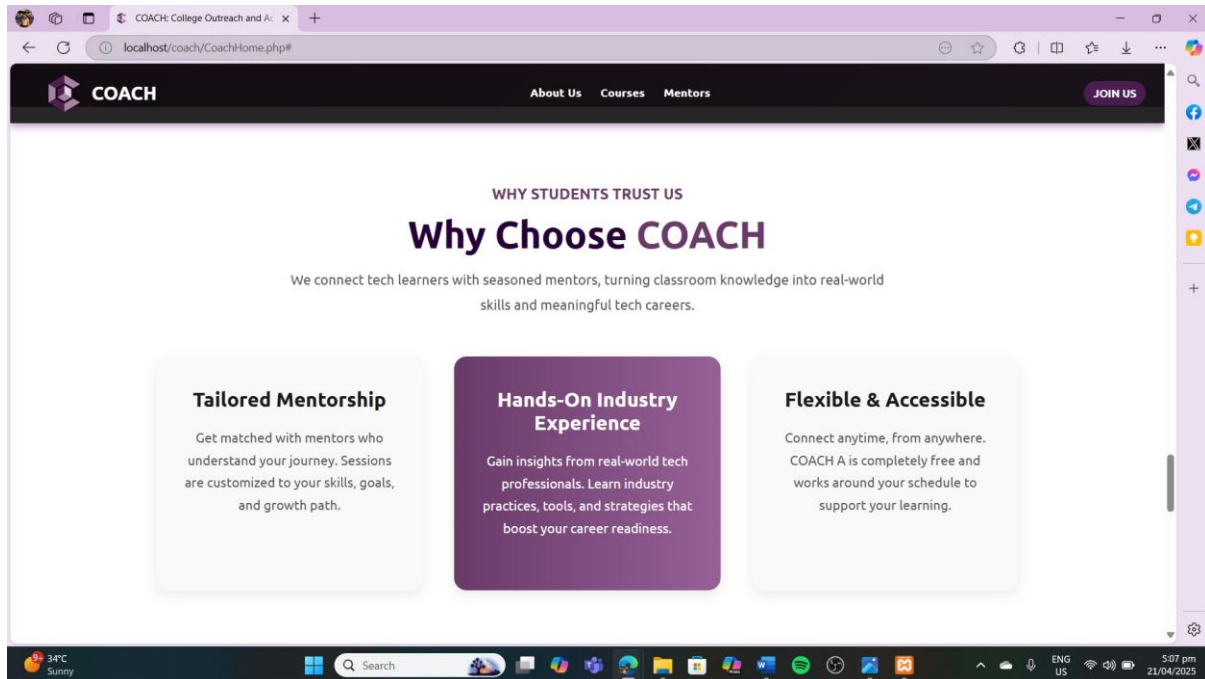 COACH: College Outreach and Ac
localhost/coach/CoachHome.php#
COACH
About Us Courses Mentors
JOIN US
WHY STUDENTS TRUST US
Why Choose COACH
We connect tech learners with seasoned mentors, turning classroom knowledge into real-world
skills and meaningful tech careers.
Tailored Mentorship
Get matched with mentors who
understand your journey. Sessions
are customized to your skills, goals,
and growth path.
Hands-On Industry
Experience
Gain insights from real-world tech
professionals. Learn industry
practices, tools, and strategies that
boost your career readiness.
Flexible & Accessible
Connect anytime, from anywhere.
COACH A is completely free and
works around your schedule to
support your learning.
9+
34°C
Sunny
Search
ENG
US
5:07 pm
21/04/2025